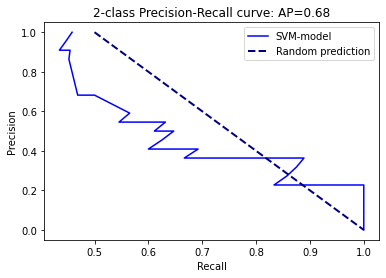 2-class Precision-Recall curve: AP=0.68
SVM-model
Random prediction
Precision
1.0
0.8
0.6
0.4
0.2
0.0
0.5 0.6 0.7 0.8 0.9 1.0
Recall